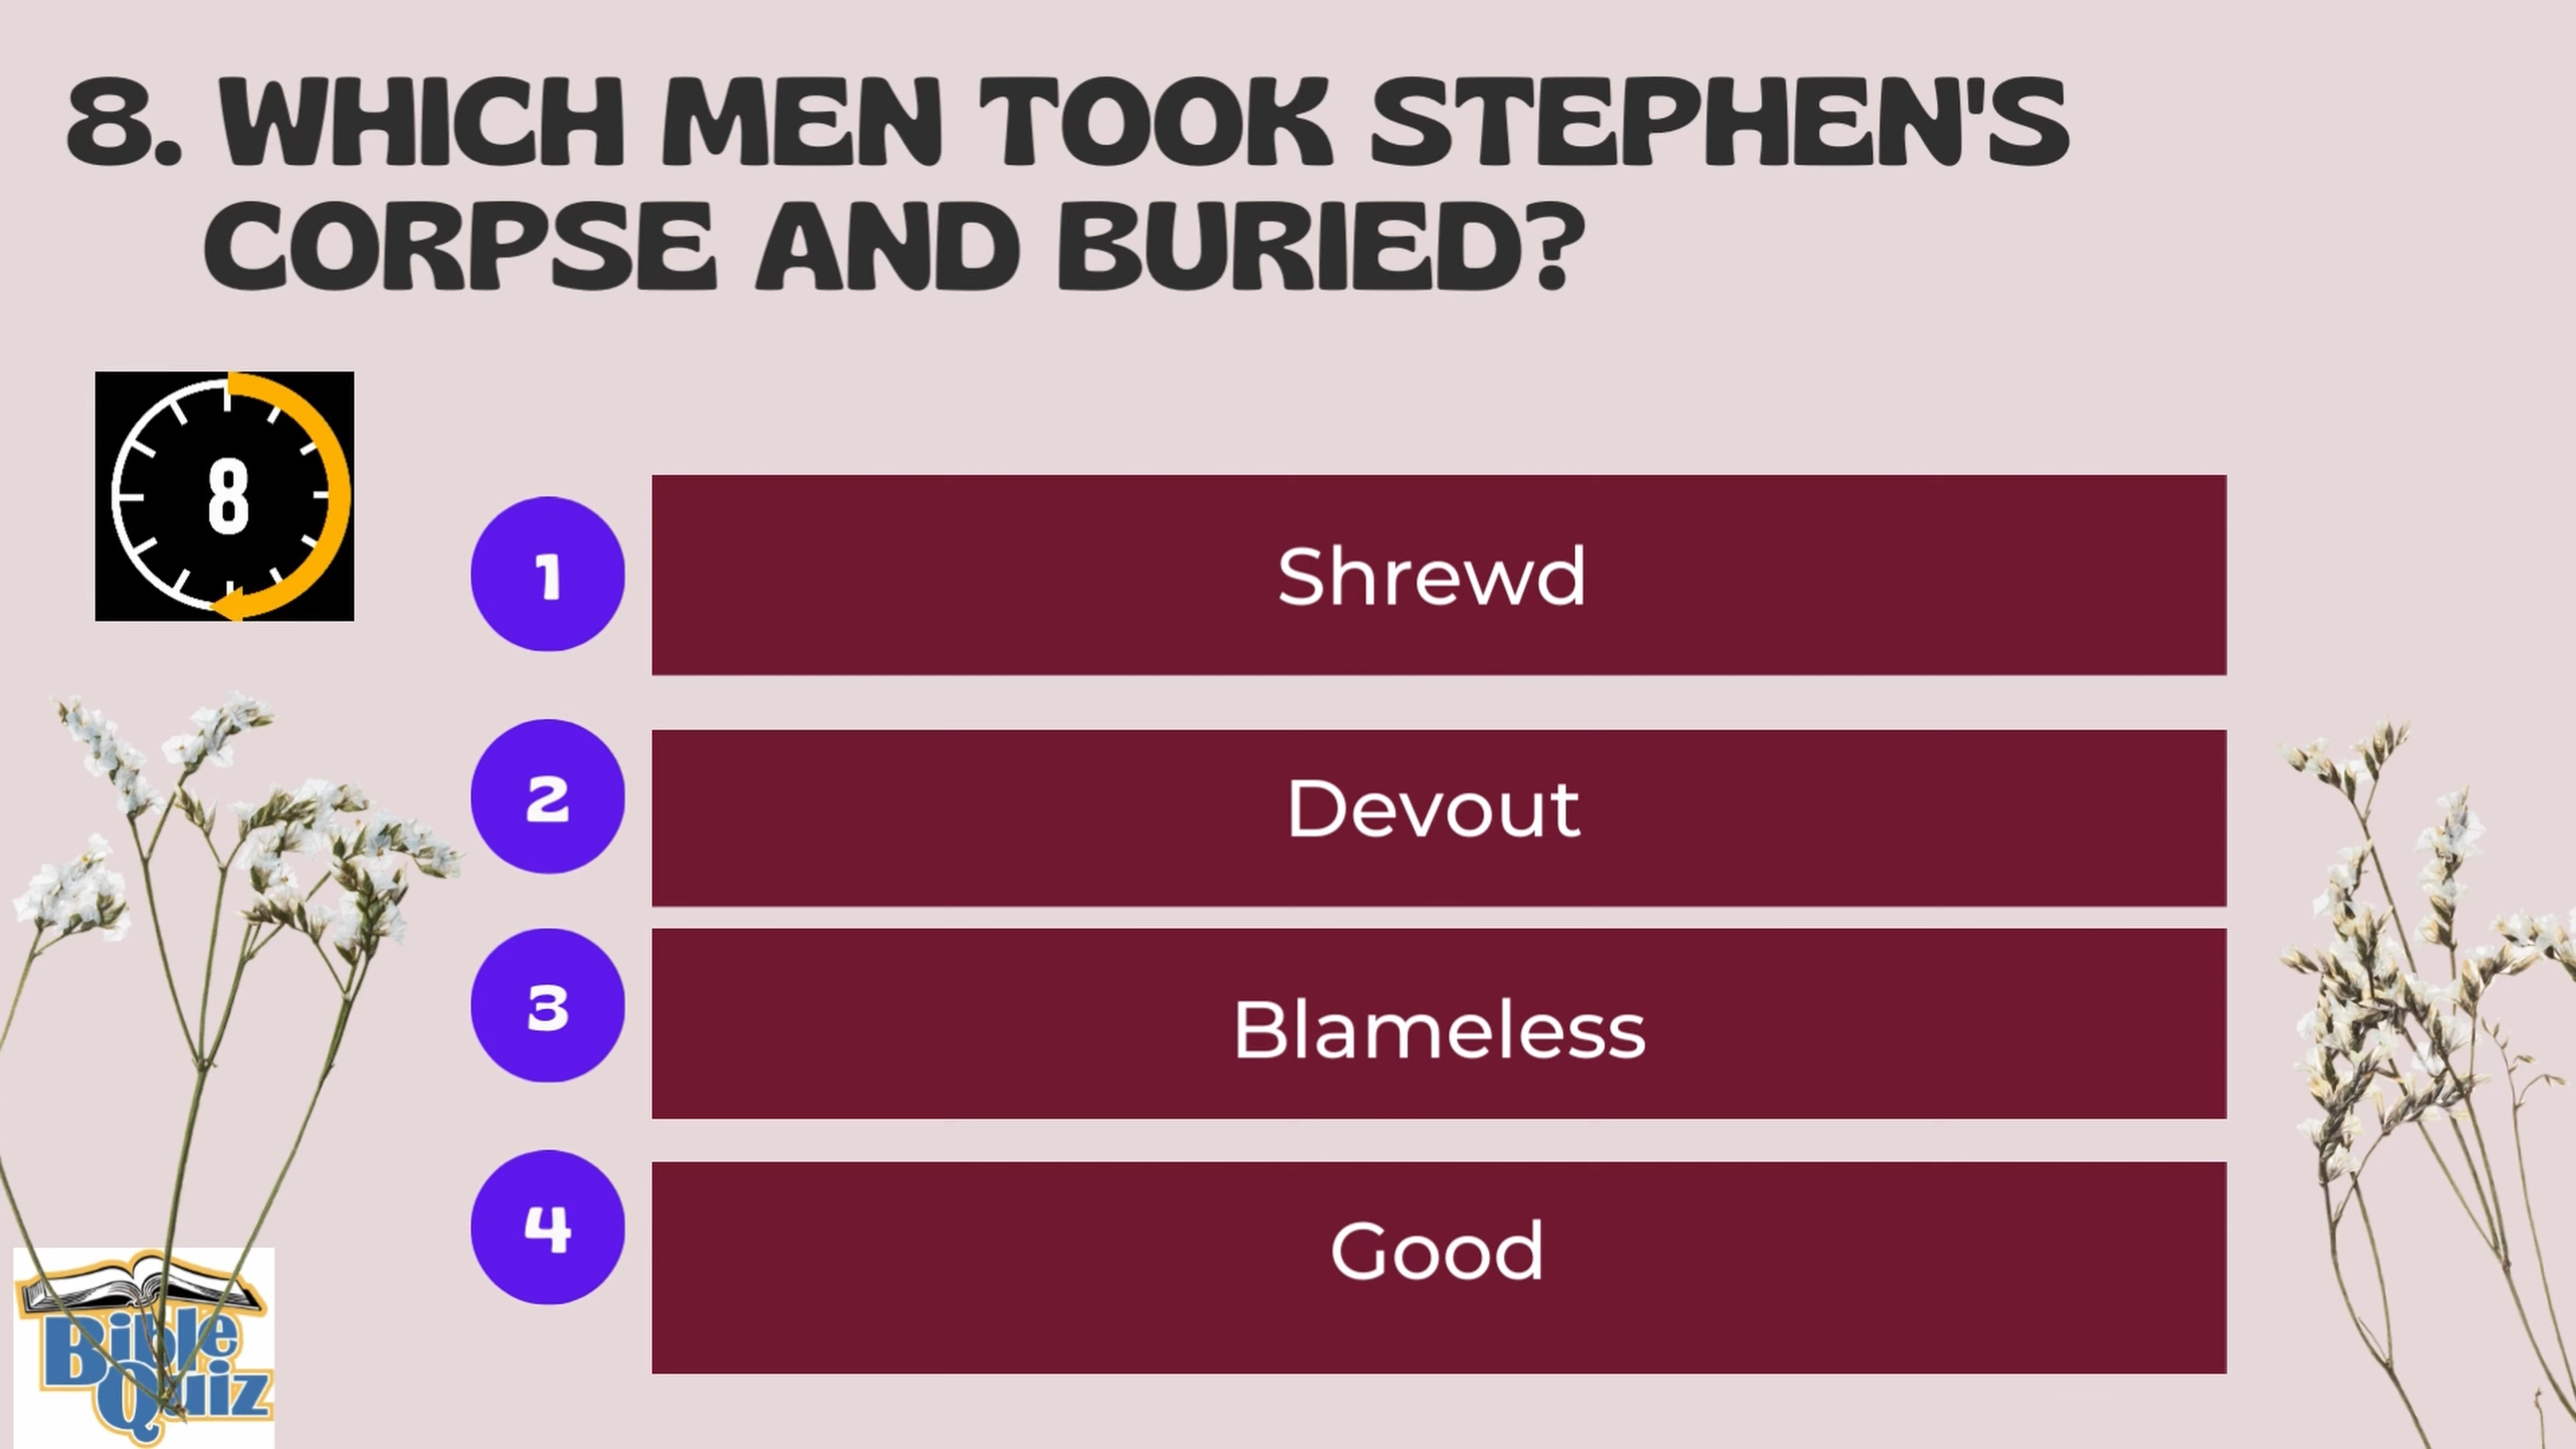 8. WHICH MEN TOOK STEPHEN'S
CORPSE AND BURIED?
8
1
Shrewd
2
Devout
3
Blameless
4
Good
Bible
Quiz